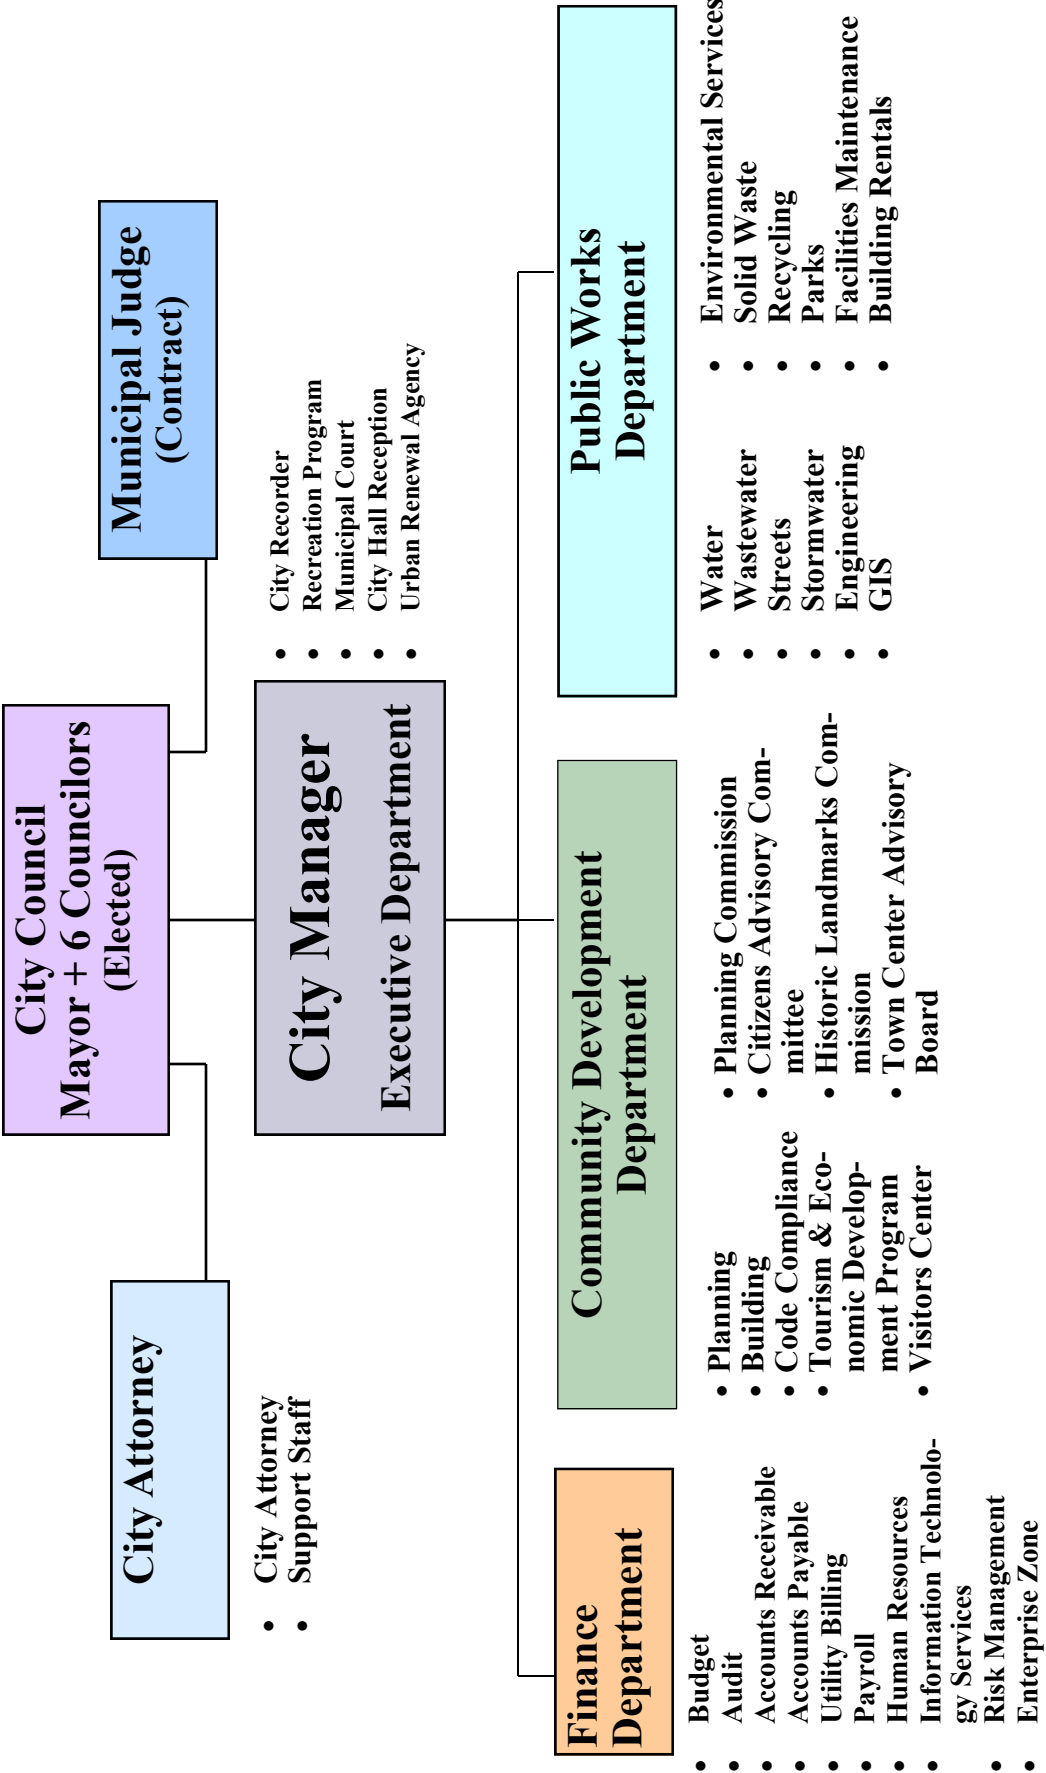 City Council
Mayor + 6 Councilors
(Elected)
City Attorney
• City Attorney
• Support Staff
Municipal Judge
(Contract)
City Manager
Executive Department
• City Recorder
• Recreation Program
• Municipal Court
• City Hall Reception
• Urban Renewal Agency
Finance
Department
• Budget
• Audit
• Accounts Receivable
• Accounts Payable
• Utility Billing
• Payroll
• Human Resources
• Information Technolo-
gy Services
• Risk Management
• Enterprise Zone
Community Development
Department
• Planning
Building
• Code Compliance
• Tourism & Eco-
nomic Develop-
ment Program
• Visitors Center
• Planning Commission
• Citizens Advisory Com-
mittee
• Historic Landmarks Com-
mission
• Town Center Advisory
Board
Public Works
Department
• Water
• Wastewater
• Streets
• Stormwater
• Engineering
• GIS
• Environmental Services
• Solid Waste
• Recycling
• Parks
• Facilities Maintenance
• Building Rentals